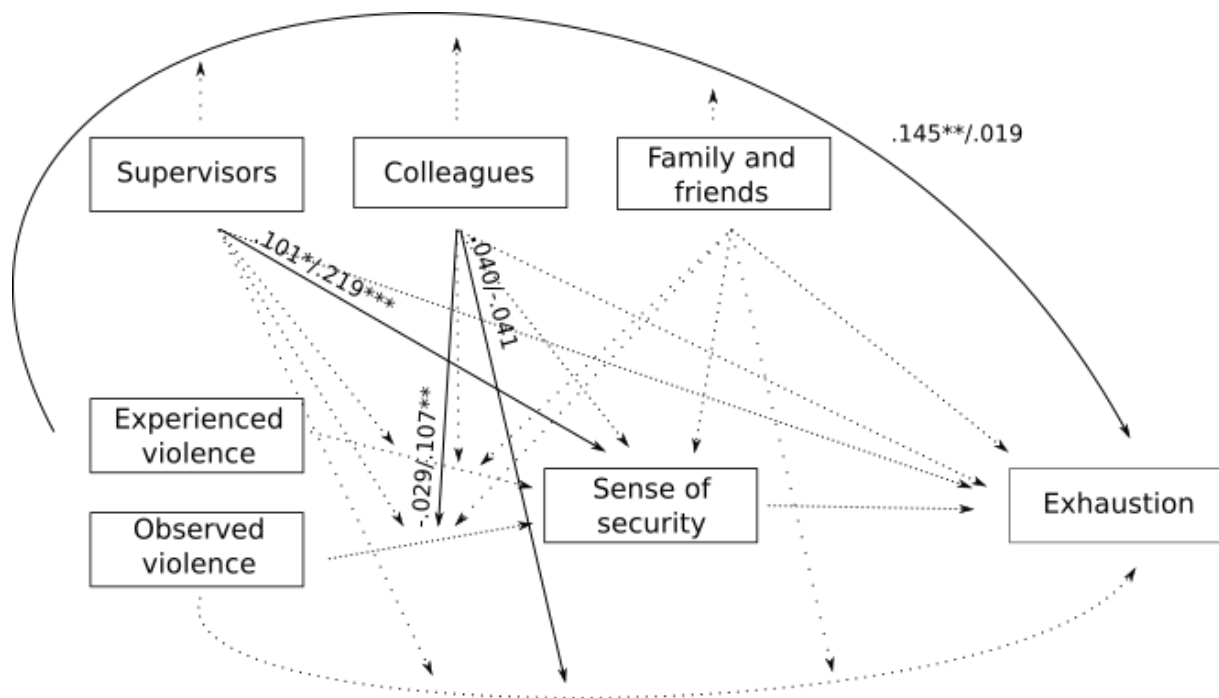 .145**/.019
Supervisors
Colleagues
Family and
friends
.101*/.219***
.040/-.041
-.029/.107**
Experienced
violence
Observed
violence
Sense of
security
Exhaustion